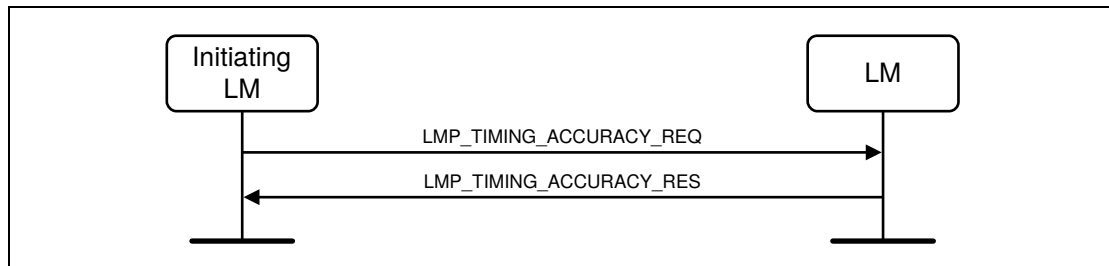 Initiating
LM
LM
LMP_TIMING_ACCURACY_REQ
LMP_TIMING_ACCURACY_RES